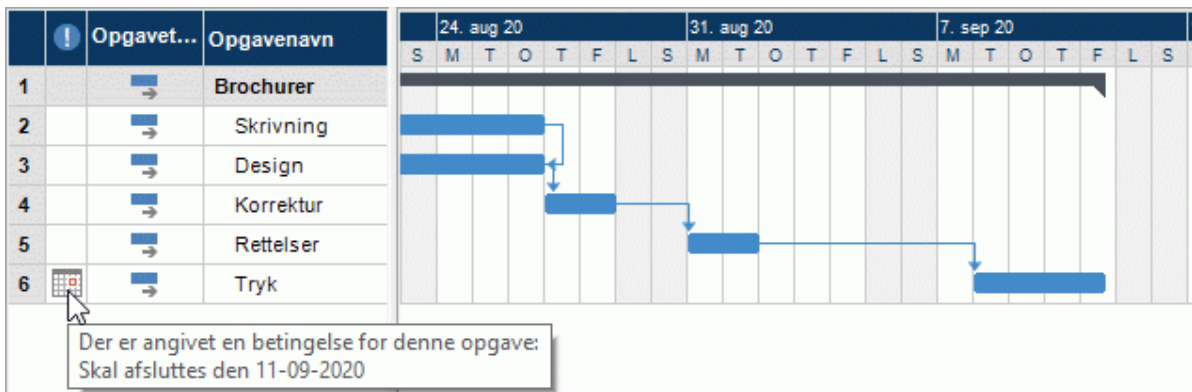 Opgavet... Opgavenavn 24. aug 20 31. aug 20 7. sep 20
S M T O T F L S M T O T F L S M T O T F L S
1 Brochurer
2 Skrivning
3 Design
4 Korrektur
5 Rettelser
6 Tryk
Der er angivet en betingelse for denne opgave:
Skal afsluttes den 11-09-2020